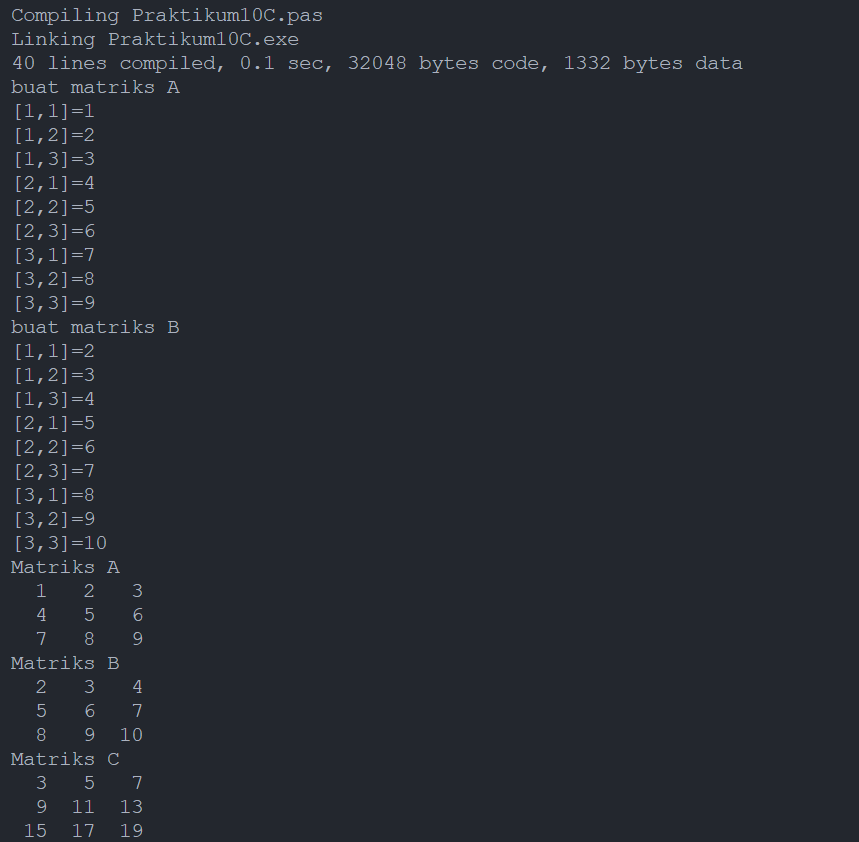 Compiling Praktikum10C.pas
Linking Praktikum10C.exe
40 lines compiled, 0.1 sec, 32048 bytes code, 1332 bytes data
buat matriks A
[1,1]=1
[1,2]=2
[1,3]=3
[2,1]=4
[2,2]=5
[2,3]=6
[3,1]=7
[3,2]=8
[3,3]=9
buat matriks B
[1,1]=2
[1,2]=3
[1,3]=4
[2,1]=5
[2,2]=6
[2,3]=7
[3,1]=8
[3,2]=9
[3,3]=10
Matriks A
  1   2   3
  4   5   6
  7   8   9
Matriks B
  2   3   4
  5   6   7
  8   9  10
Matriks C
  3   5   7
  9  11  13
 15  17  19